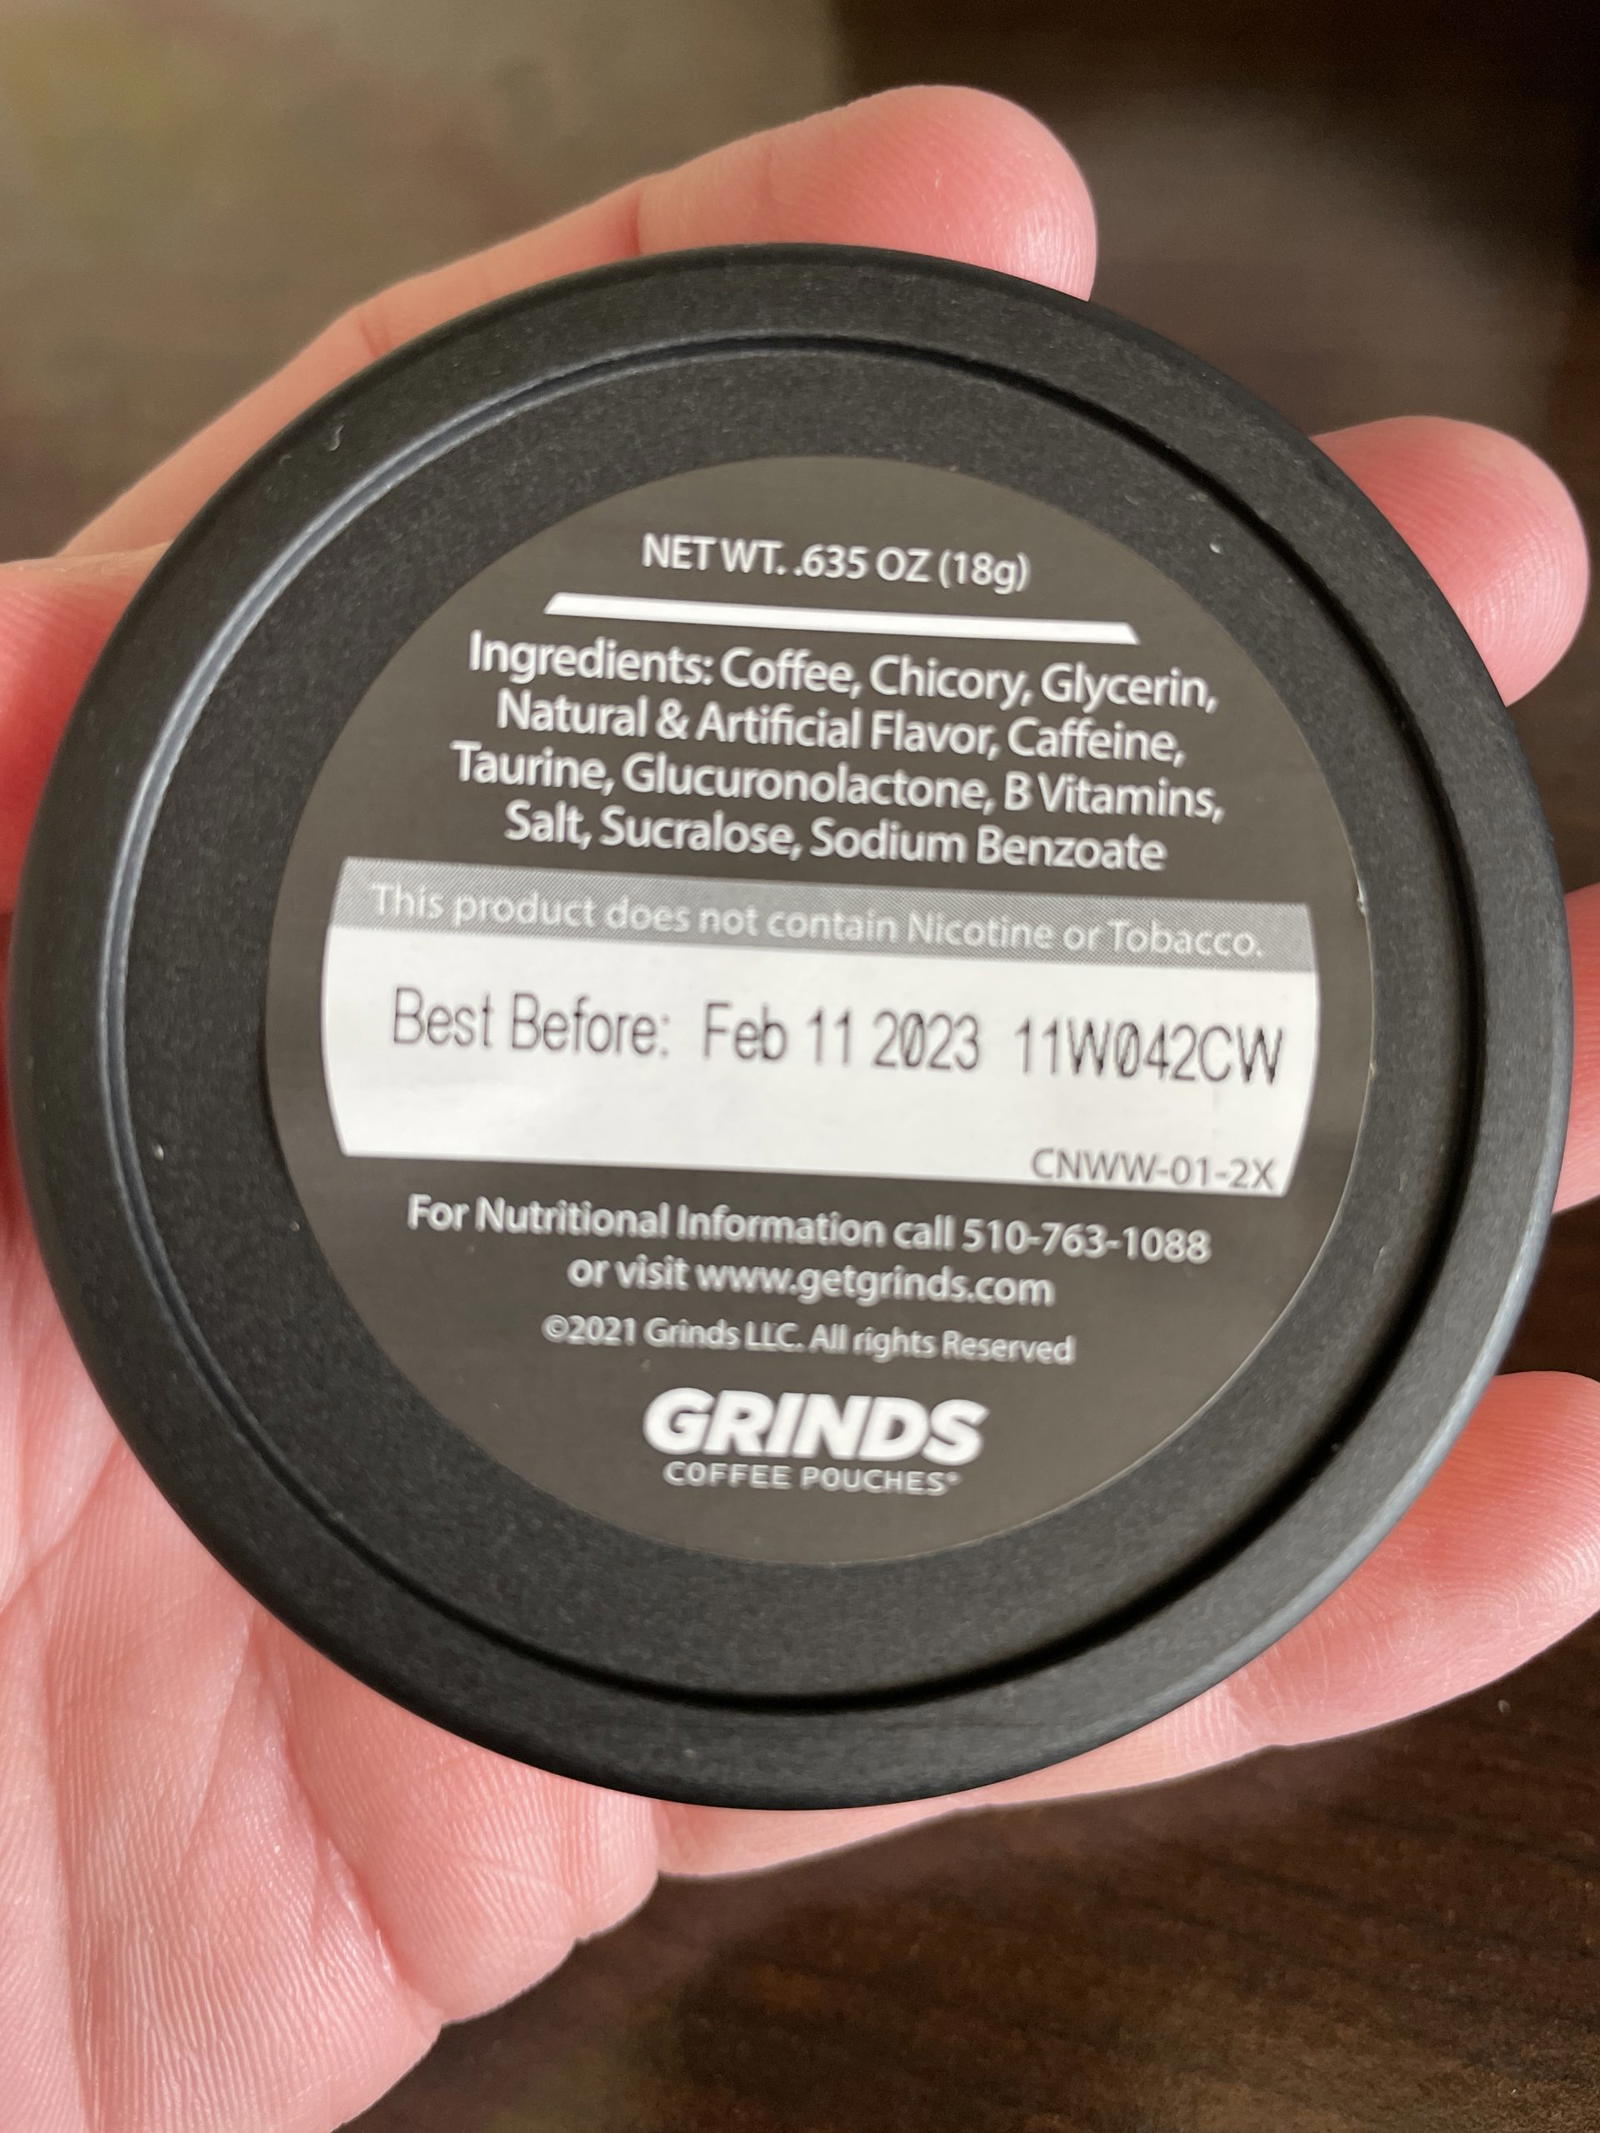 NET WT. .635 OZ (18g)
Ingredients: Coffee, Chicory, Glycerin,
Natural & Artificial Flavor, Caffeine,
Taurine, Glucuronolactone, B Vitamins,
Salt, Sucralose, Sodium Benzoate
This product does not contain Nicotine or Tobacco.
Best Before: Feb 11 2023 11W042CW
CNWW-01-2X
For Nutritional Information call 510-763-1088
or visit www.getgrinds.com
©2021 Grinds LLC. All rights Reserved
GRINDS
COFFEE POUCHES®